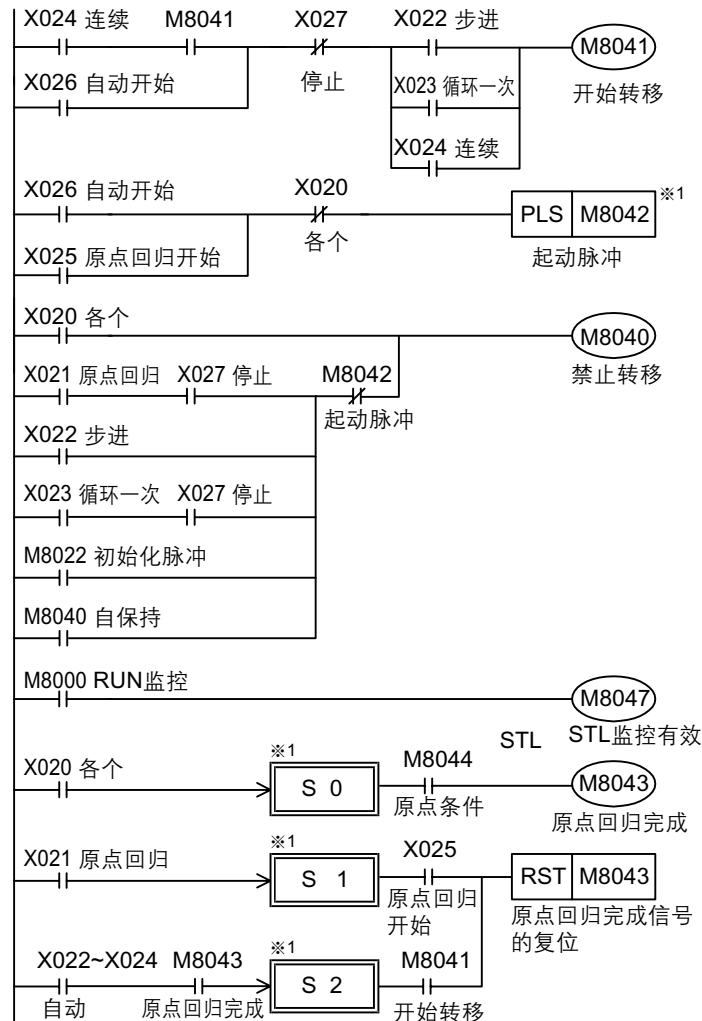 X024 连续 M8041 X027 X022 步进 M8041
X026 自动开始 停止 X023 循环一次 开始转移
X024 连续
X026 自动开始 X020 PLS M8042 ※1
各个
X025 原点回归开始 起动脉冲
X020 各个 M8040
X021 原点回归 X027 停止 M8042 禁止转移
起动脉冲
X022 步进
X023 循环一次 X027 停止
M8022 初始化脉冲
M8040 自保持
M8000 RUN监控 M8047
STL STL监控有效
X020 各个 ※1 S 0 M8044 M8043
原点条件 原点回归完成
X021 原点回归 ※1 S 1 X025 RST M8043
原点回归 原点回归完成信号
开始 的复位
X022~X024 M8043 ※1 S 2 M8041
自动 原点回归完成 开始转移